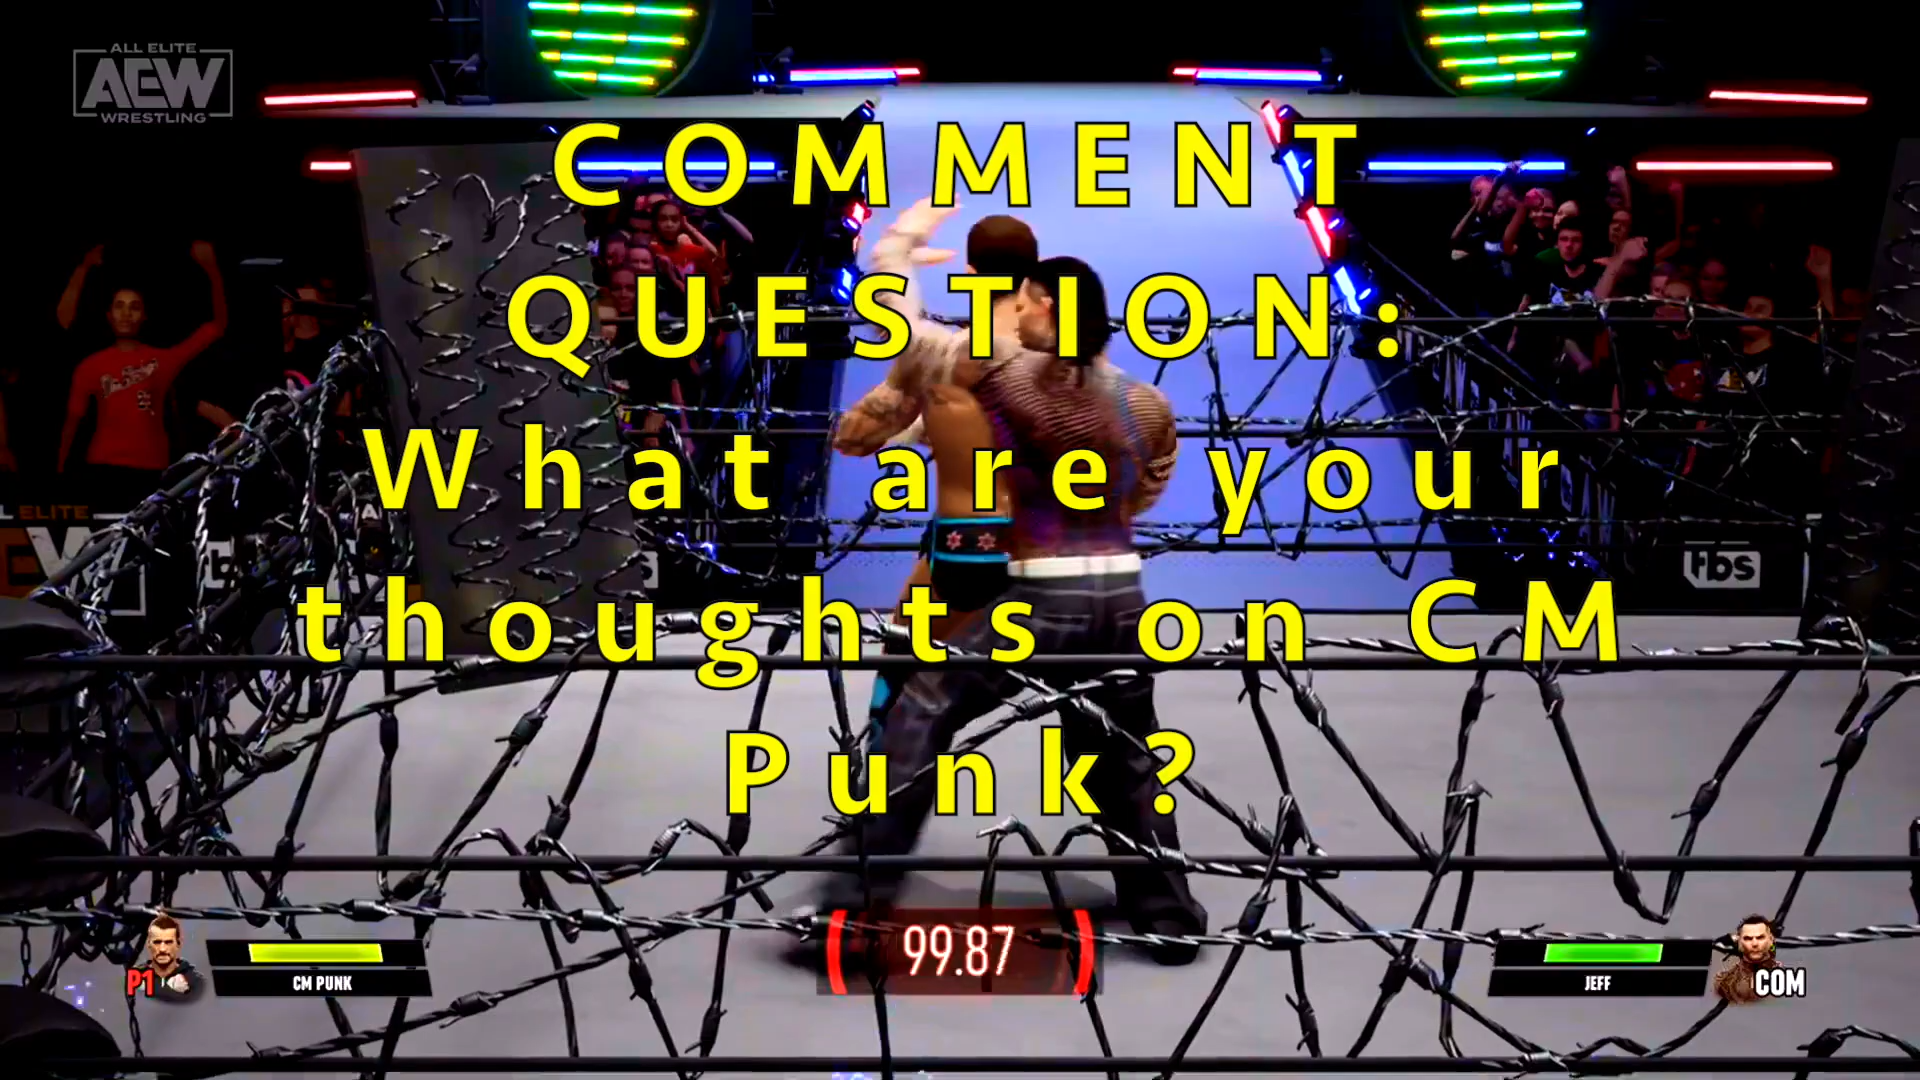 ALL ELITE
AEW
WRESTLING
COMMENT
QUESTION:
What are your
thoughts on CM
Punk?
tbs
P1
CM PUNK
99.87
JEFF
COM